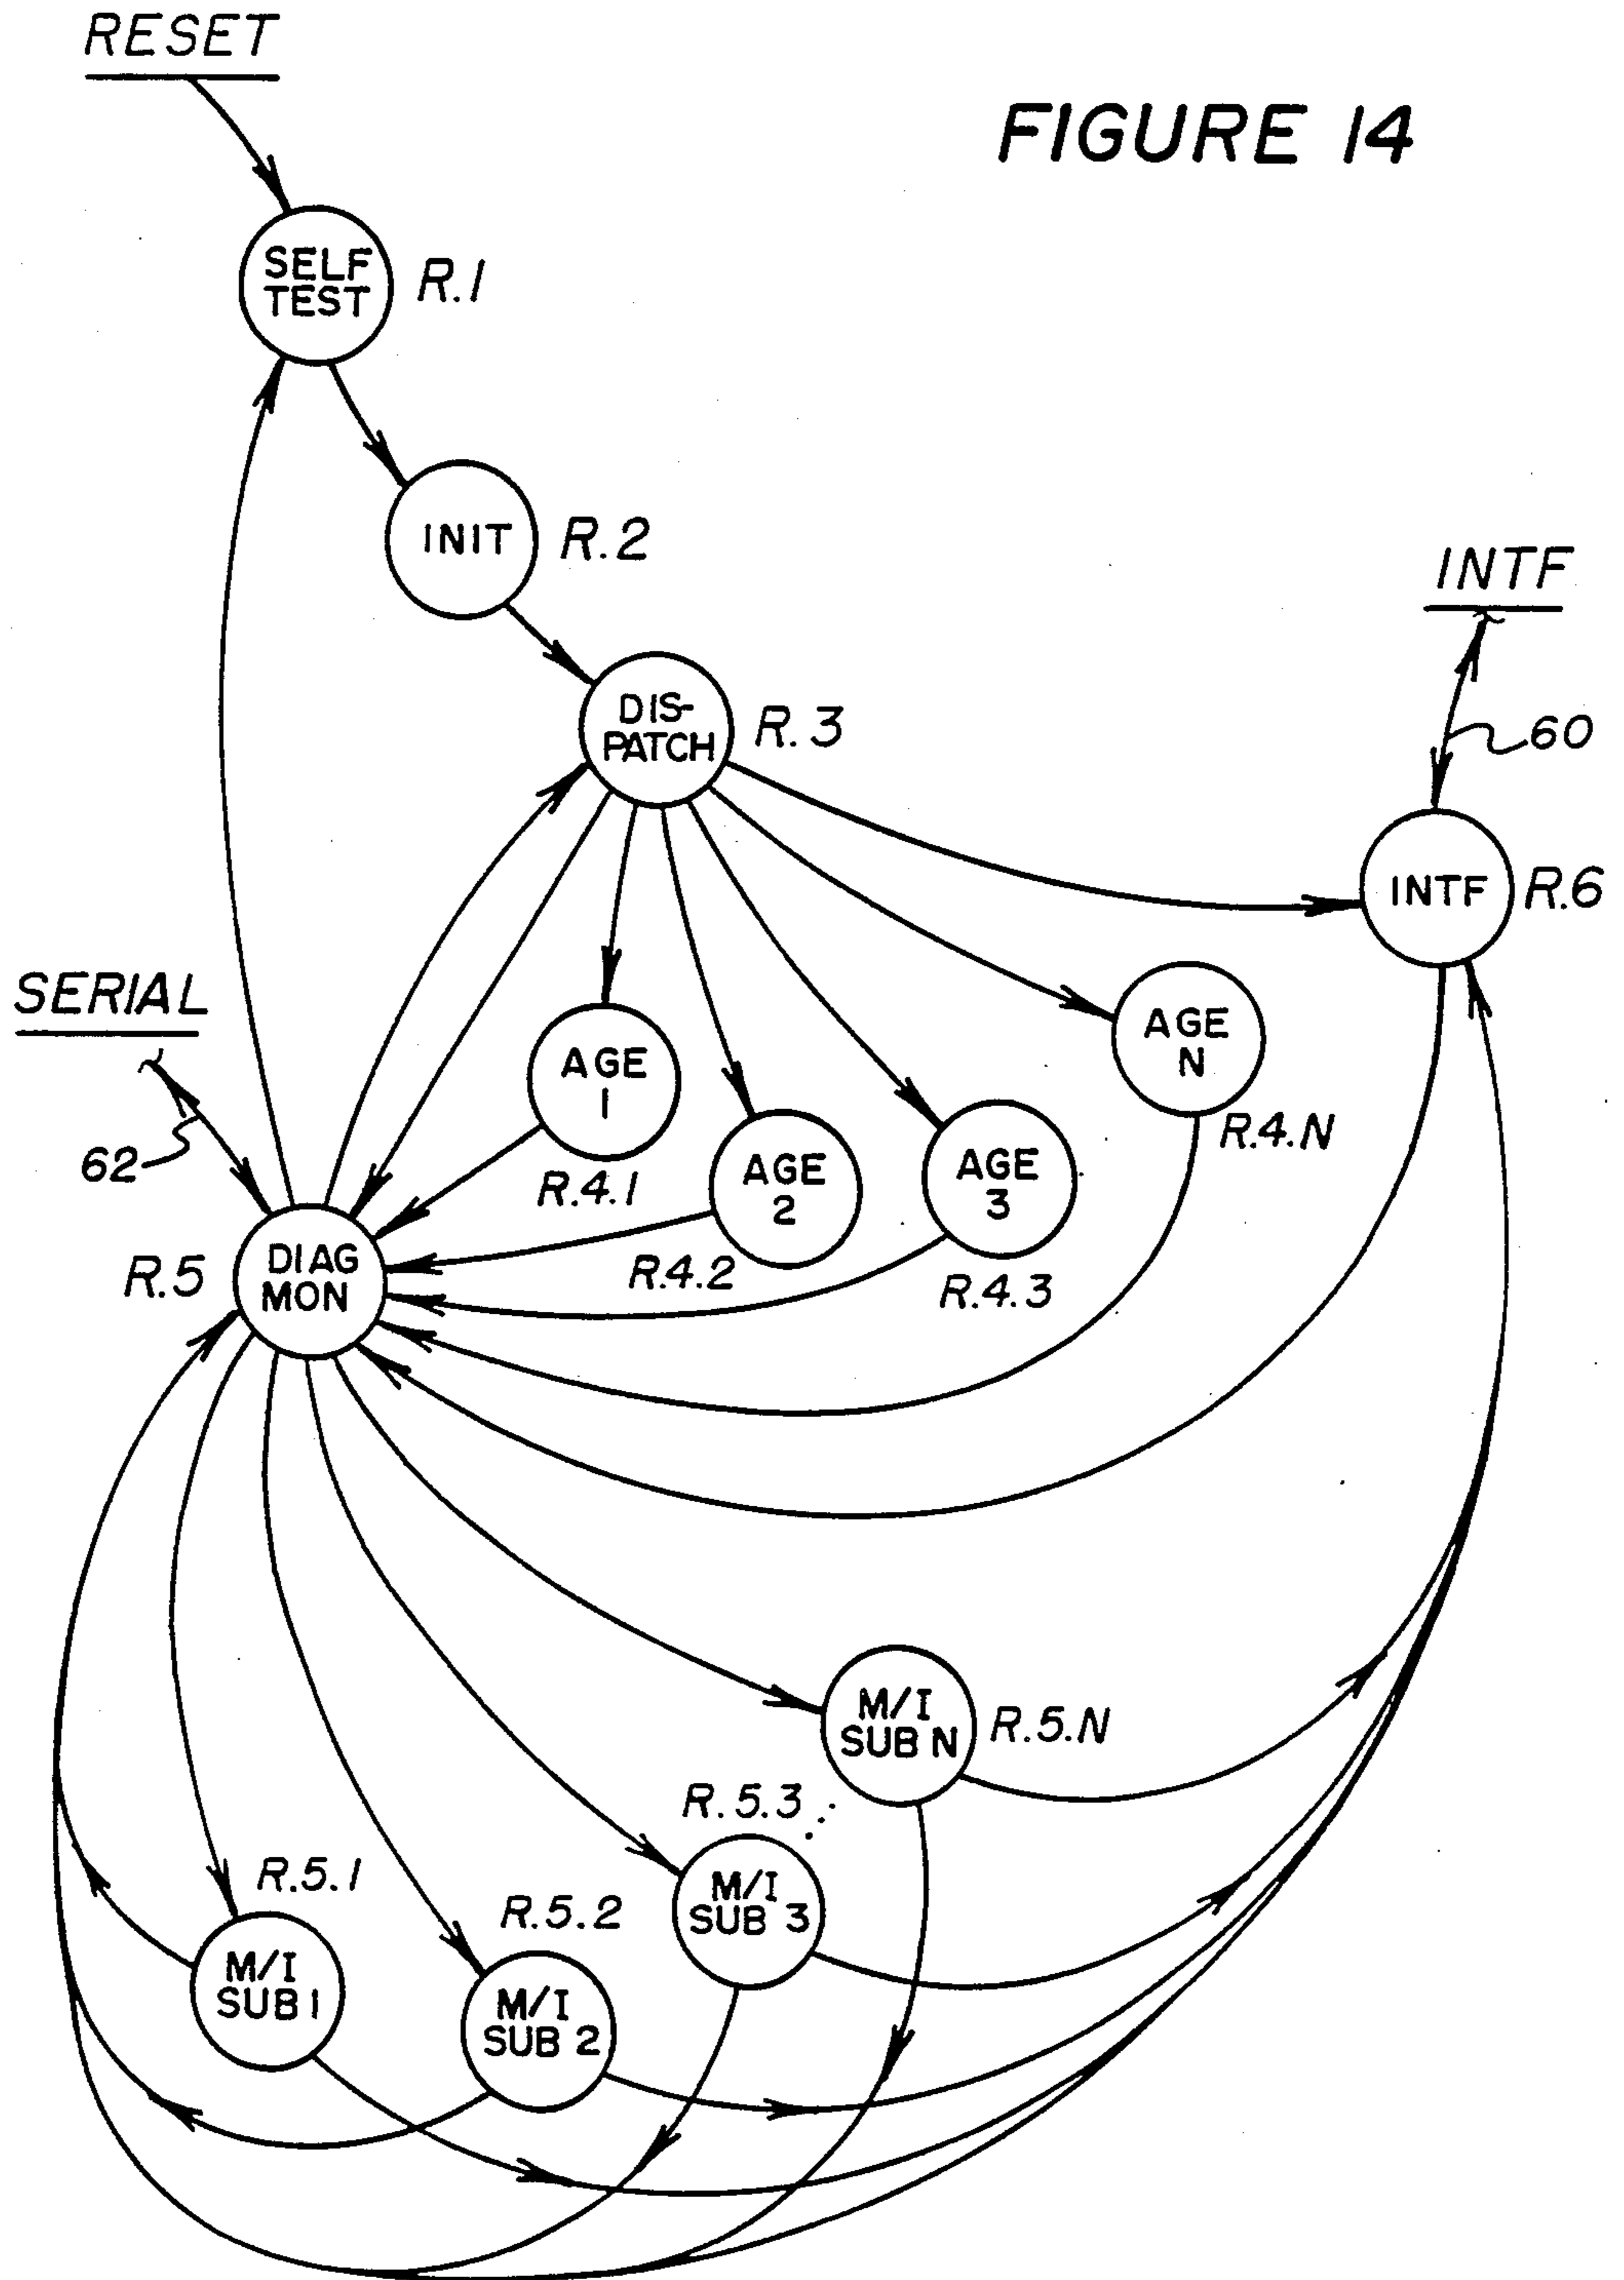 RESET
FIGURE 14
SELF
TEST
R.1
INIT
R.2
INTF
DIS-
PATCH
R.3
60
INTF
R.6
SERIAL
AGE
N
AGE
1
R.4.N
62
R.4.1
AGE
2
AGE
3
R.5
DIAG
MON
R.4.2
R.4.3
M/I
SUB N
R.5.N
R.5.3
R.5.1
M/I
SUB 3
R.5.2
M/I
SUB 1
M/I
SUB 2